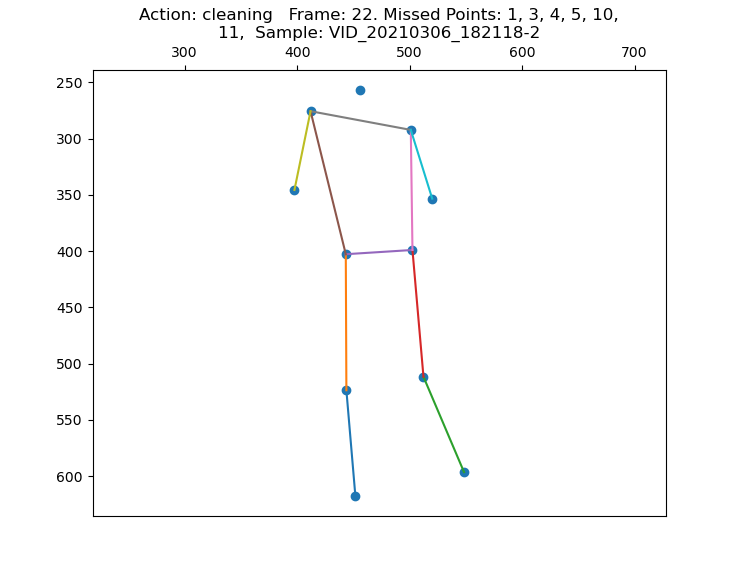 Action: cleaning   Frame: 22. Missed Points: 1, 3, 4, 5, 10,
11,  Sample: VID_20210306_182118-2
300 400 500 600 700
250
300
350
400
450
500
550
600